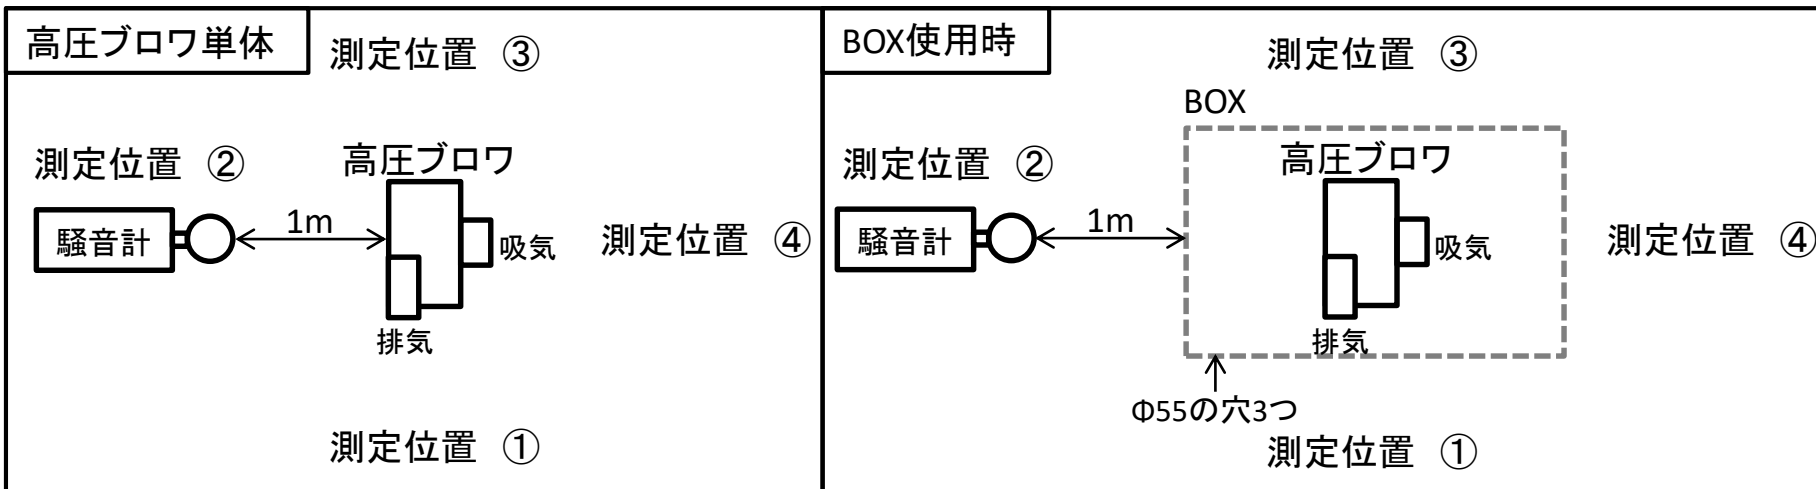 高圧ブロワ単体
測定位置 ③
測定位置 ②
高圧ブロワ
騒音計
1m
吸気
測定位置 ④
排気
測定位置 ①
BOX使用時
測定位置 ③
BOX
測定位置 ②
高圧ブロワ
騒音計
1m
吸気
測定位置 ④
排気
Φ55の穴3つ
測定位置 ①